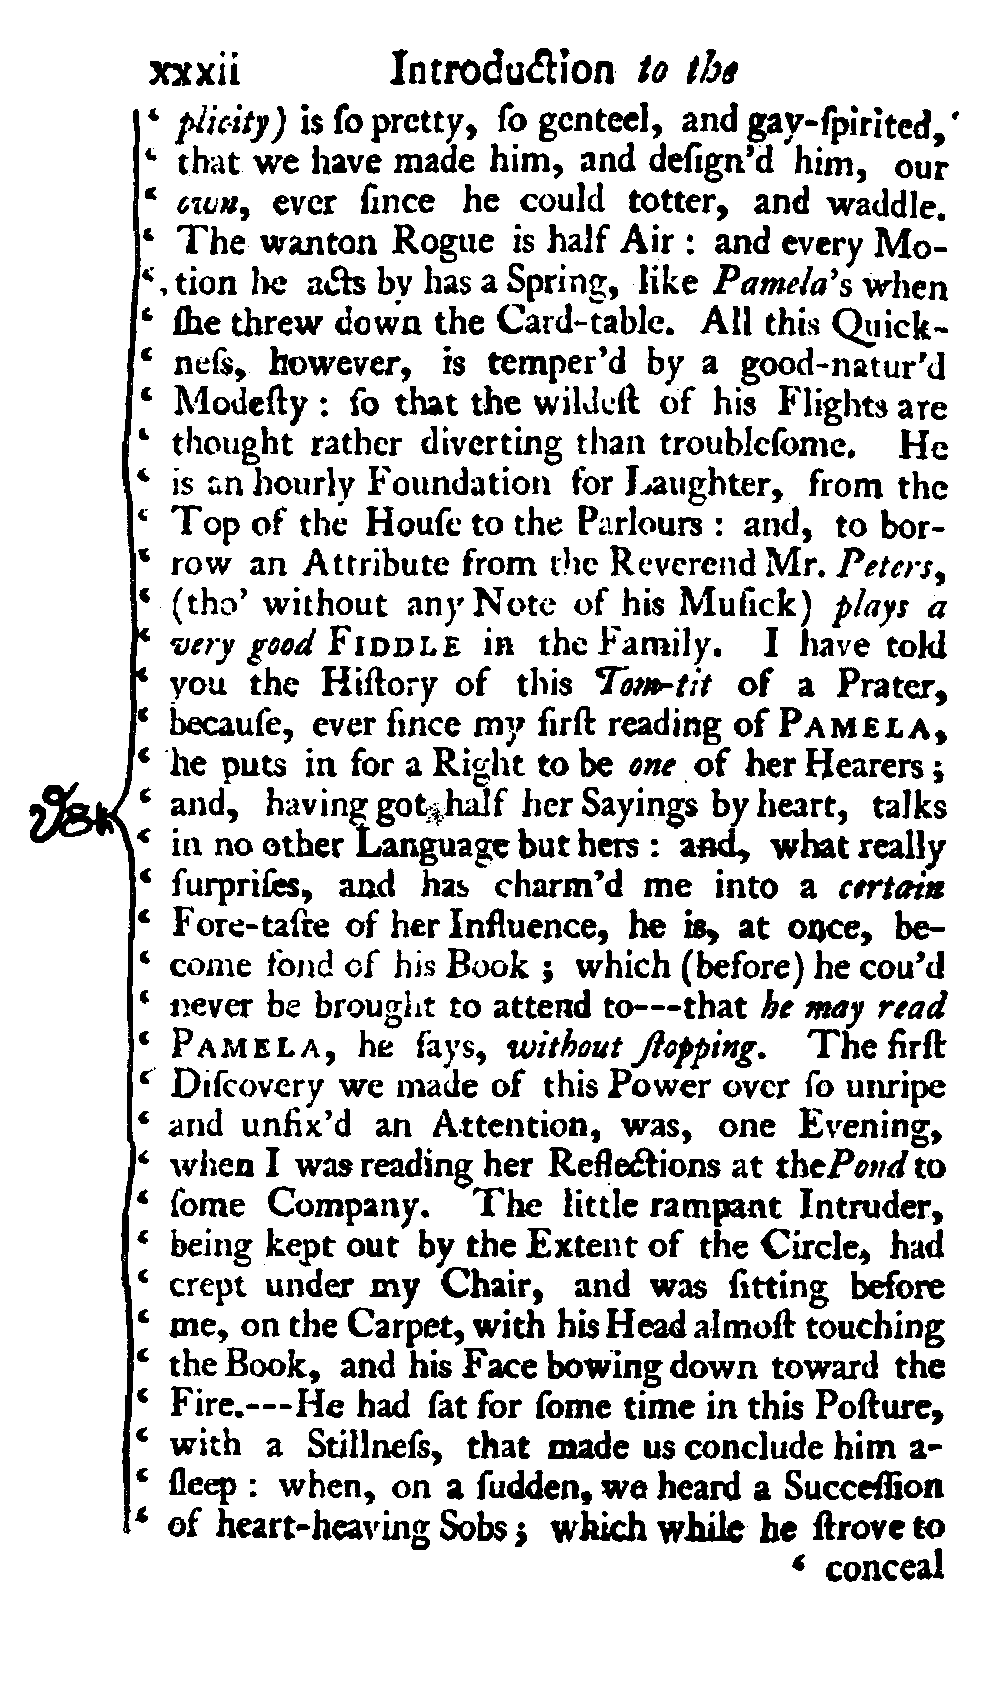 xxxii Introduction to the
‘ plicity) is ſo pretty, ſo genteel, and gay-ſpirited,
‘ that we have made him, and deſign’d him, our
‘ own, ever ſince he could totter, and waddle.
‘ The wanton Rogue is half Air : and every Mo-
‘ tion he acts by has a Spring, like Pamela’s when
‘ ſhe threw down the Card-table. All this Quick-
‘ neſs, however, is temper’d by a good-natur’d
‘ Modeſty : ſo that the wildeſt of his Flights are
‘ thought rather diverting than troubleſome. He
‘ is an hourly Foundation for Laughter, from the
‘ Top of the Houſe to the Parlours : and, to bor-
‘ row an Attribute from the Reverend Mr. Peters,
‘ (tho’ without any Note of his Muſick) plays a
‘ very good FIDDLE in the Family. I have told
‘ you the Hiſtory of this Tom-tit of a Prater,
‘ becauſe, ever ſince my firſt reading of PAMELA,
‘ he puts in for a Right to be one of her Hearers ;
‘ and, having got half her Sayings by heart, talks
‘ in no other Language but hers : and, what really
‘ ſurpriſes, and has charm’d me into a certain
‘ Fore-taſte of her Influence, he is, at once, be-
‘ come fond of his Book ; which (before) he cou’d
‘ never be brought to attend to---that he may read
‘ PAMELA, he ſays, without ſtopping. The firſt
‘ Diſcovery we made of this Power over ſo unripe
‘ and unfix’d an Attention, was, one Evening,
‘ when I was reading her Reflections at the Pond to
‘ ſome Company. The little rampant Intruder,
‘ being kept out by the Extent of the Circle, had
‘ crept under my Chair, and was ſitting before
‘ me, on the Carpet, with his Head almoſt touching
‘ the Book, and his Face bowing down toward the
‘ Fire.---He had ſat for ſome time in this Poſture,
‘ with a Stillneſs, that made us conclude him a-
‘ ſleep : when, on a ſudden, we heard a Succeſſion
‘ of heart-heaving Sobs ; which while he ſtrove to
‘ conceal